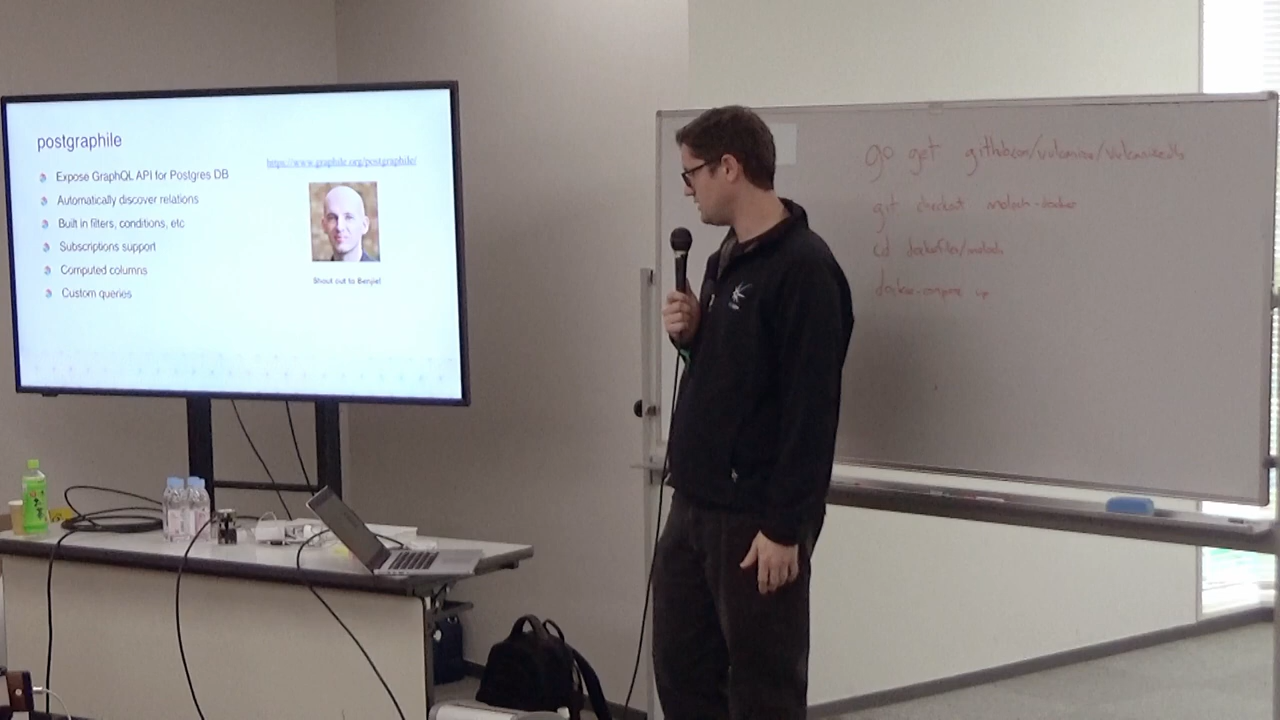 postgraphile
https://www.graphile.org/postgraphile/
Expose GraphQL API for Postgres DB
Automatically discover relations
Built in filters, conditions, etc
Subscriptions support
Computed columns
Custom queries
Shout out to Benjie!
go get
git checkout
cd
docker-compose up